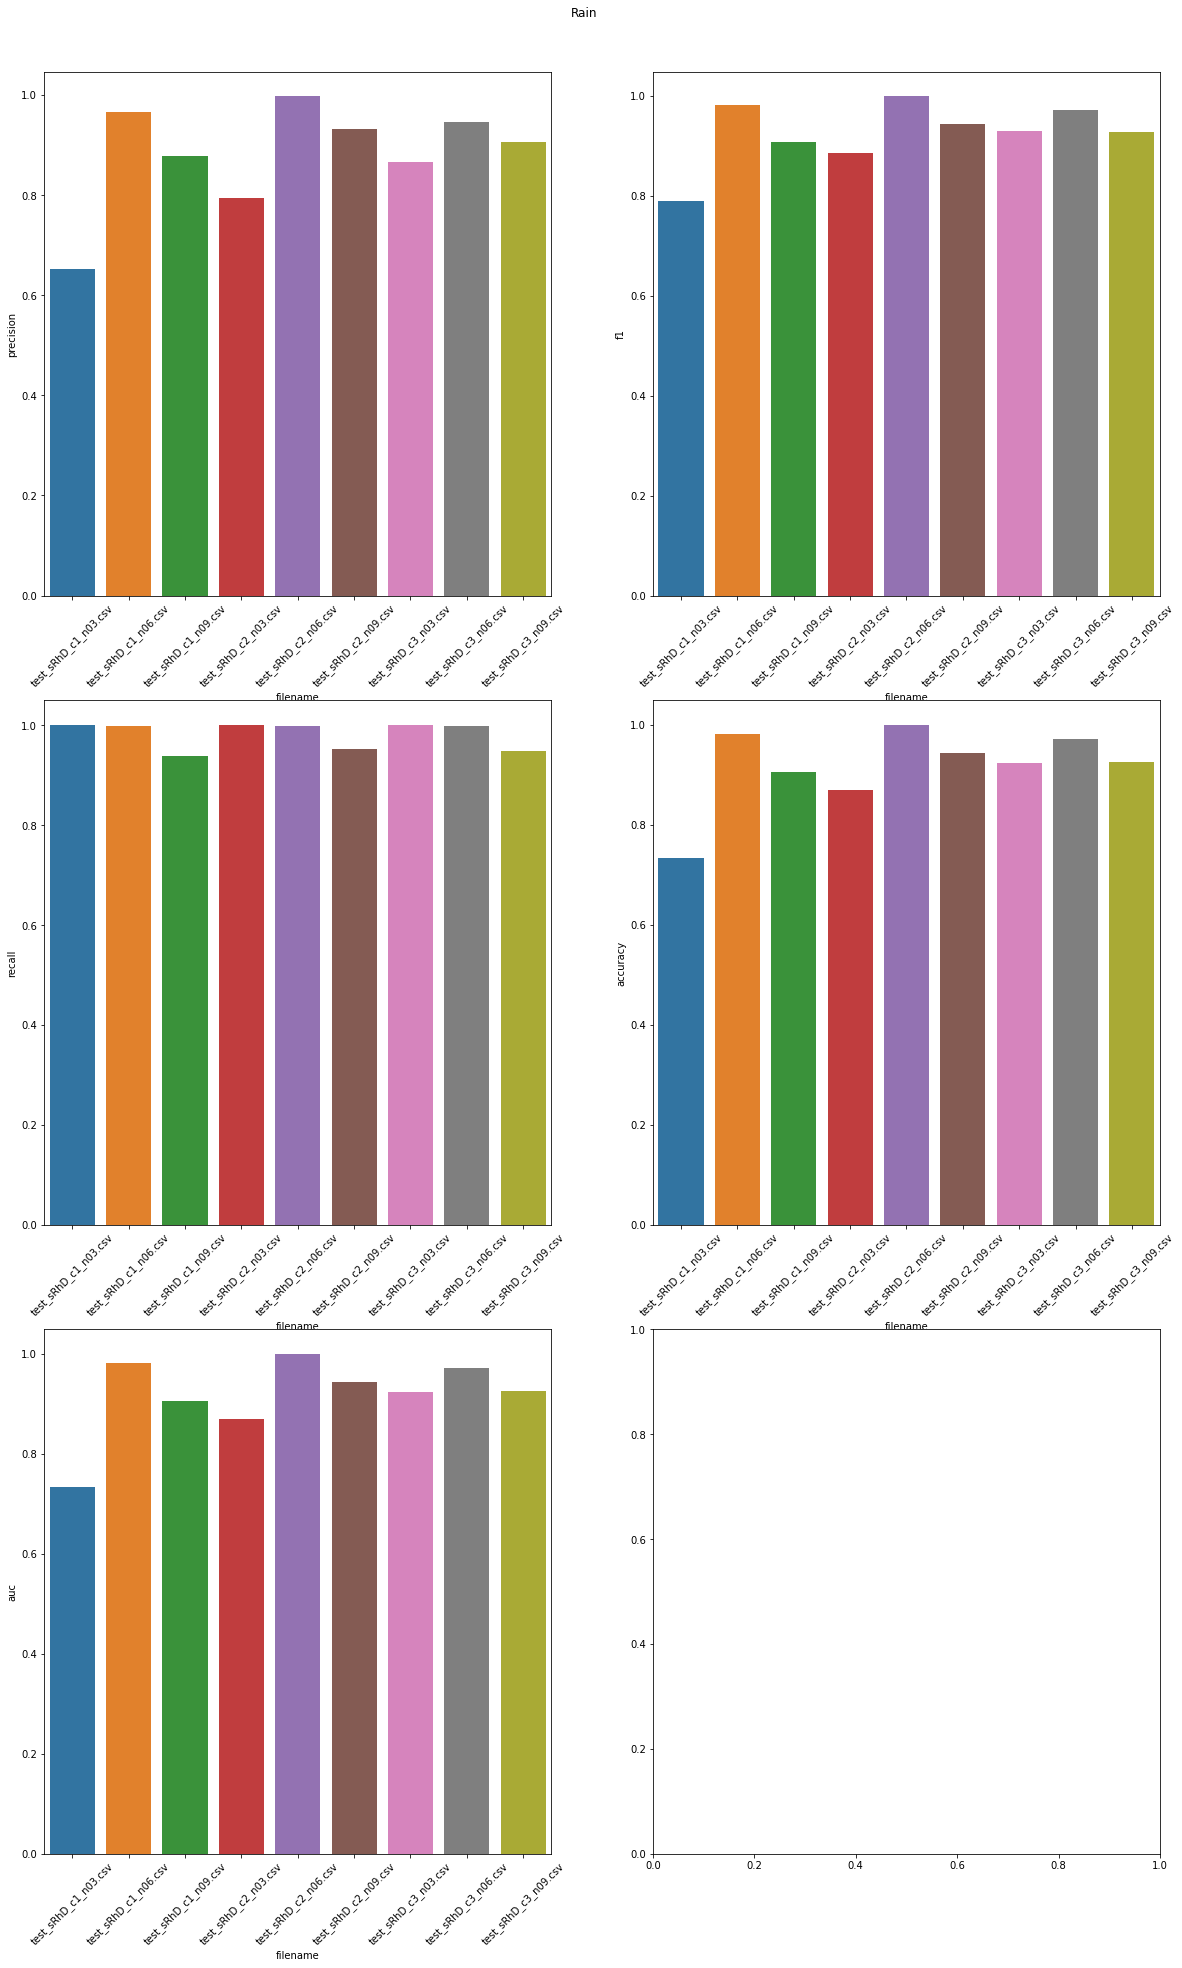 Rain
1.0
0.8
0.6
0.4
0.2
0.0
precision
test_sRhD_c1_n03.csv
test_sRhD_c1_n06.csv
test_sRhD_c1_n09.csv
test_sRhD_c2_n03.csv
test_sRhD_c2_n06.csv
test_sRhD_c2_n09.csv
test_sRhD_c3_n03.csv
test_sRhD_c3_n06.csv
test_sRhD_c3_n09.csv
filename
1.0
0.8
0.6
0.4
0.2
0.0
f1
test_sRhD_c1_n03.csv
test_sRhD_c1_n06.csv
test_sRhD_c1_n09.csv
test_sRhD_c2_n03.csv
test_sRhD_c2_n06.csv
test_sRhD_c2_n09.csv
test_sRhD_c3_n03.csv
test_sRhD_c3_n06.csv
test_sRhD_c3_n09.csv
filename
1.0
0.8
0.6
0.4
0.2
0.0
recall
test_sRhD_c1_n03.csv
test_sRhD_c1_n06.csv
test_sRhD_c1_n09.csv
test_sRhD_c2_n03.csv
test_sRhD_c2_n06.csv
test_sRhD_c2_n09.csv
test_sRhD_c3_n03.csv
test_sRhD_c3_n06.csv
test_sRhD_c3_n09.csv
filename
1.0
0.8
0.6
0.4
0.2
0.0
accuracy
test_sRhD_c1_n03.csv
test_sRhD_c1_n06.csv
test_sRhD_c1_n09.csv
test_sRhD_c2_n03.csv
test_sRhD_c2_n06.csv
test_sRhD_c2_n09.csv
test_sRhD_c3_n03.csv
test_sRhD_c3_n06.csv
test_sRhD_c3_n09.csv
filename
1.0
0.8
0.6
0.4
0.2
0.0
auc
test_sRhD_c1_n03.csv
test_sRhD_c1_n06.csv
test_sRhD_c1_n09.csv
test_sRhD_c2_n03.csv
test_sRhD_c2_n06.csv
test_sRhD_c2_n09.csv
test_sRhD_c3_n03.csv
test_sRhD_c3_n06.csv
test_sRhD_c3_n09.csv
filename
1.0
0.8
0.6
0.4
0.2
0.0
0.0 0.2 0.4 0.6 0.8 1.0